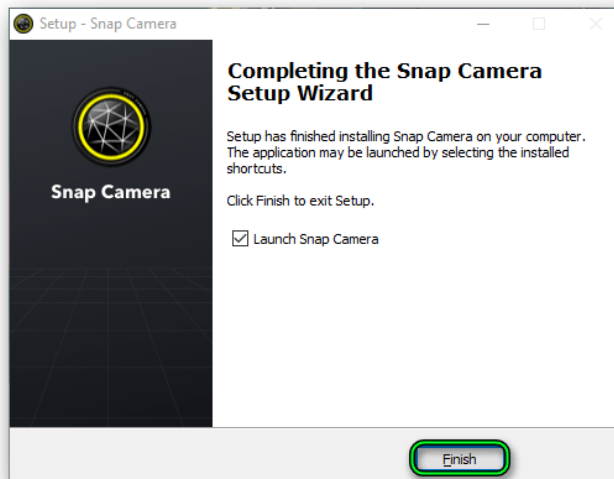 Setup - Snap Camera
Snap Camera
Completing the Snap Camera
Setup Wizard
Setup has finished installing Snap Camera on your computer.
The application may be launched by selecting the installed
shortcuts.
Click Finish to exit Setup.
Launch Snap Camera
Finish